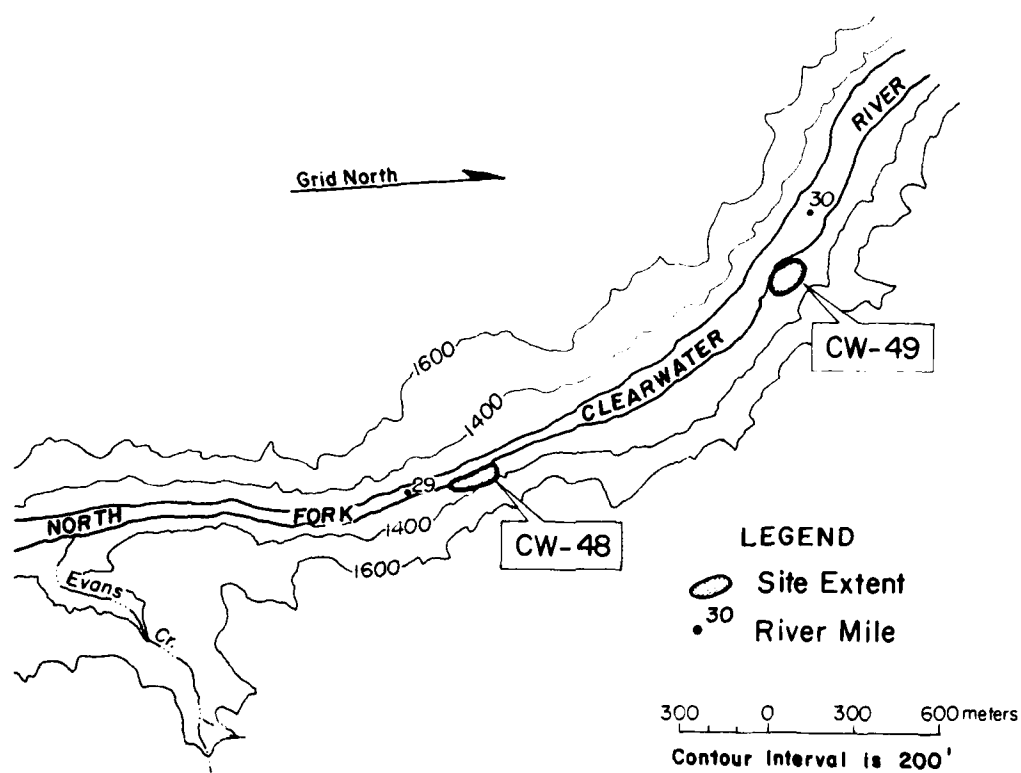 RIVER
Grid North
30
CW-49
1600
CLEARWATER
1400
29
NORTH
FORK
1400
CW-48
1600
Evans
Cr.
LEGEND
Site Extent
30
River Mile
300 0 300 600 meters
Contour Interval is 200'